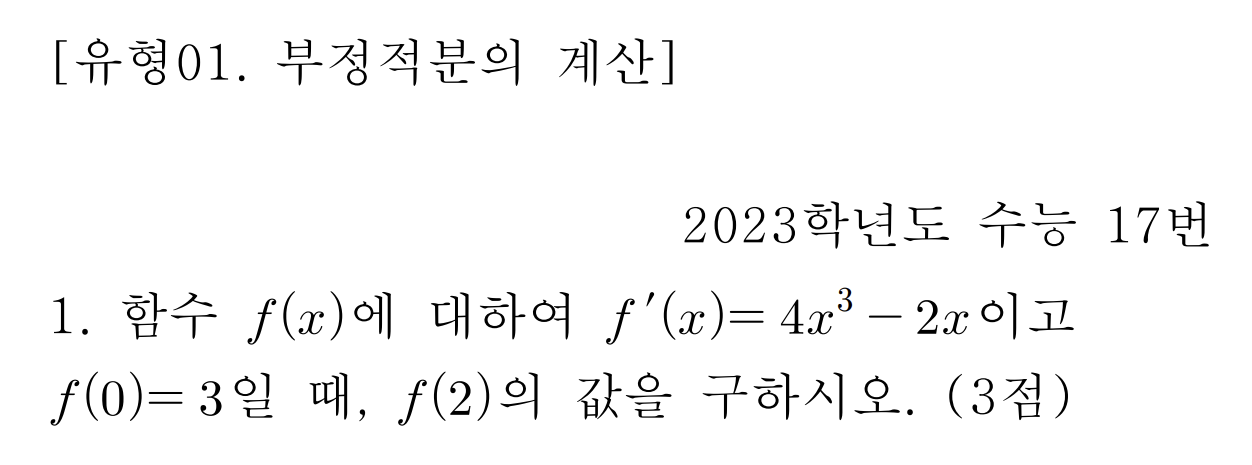 [유형01. 부정적분의 계산]
2023학년도 수능 17번
1. 함수 f(x)에 대하여 f′(x)= 4x³ − 2x이고
f(0)= 3일 때, f(2)의 값을 구하시오. (3점)